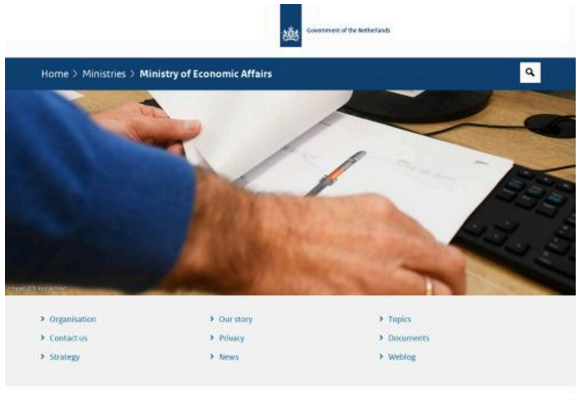 Government of the Netherlands
Home > Ministries > Ministry of Economic Affairs
> Organisation
> Our story
> Topics
> Contact us
> Privacy
> Documents
> Strategy
> News
> Weblog